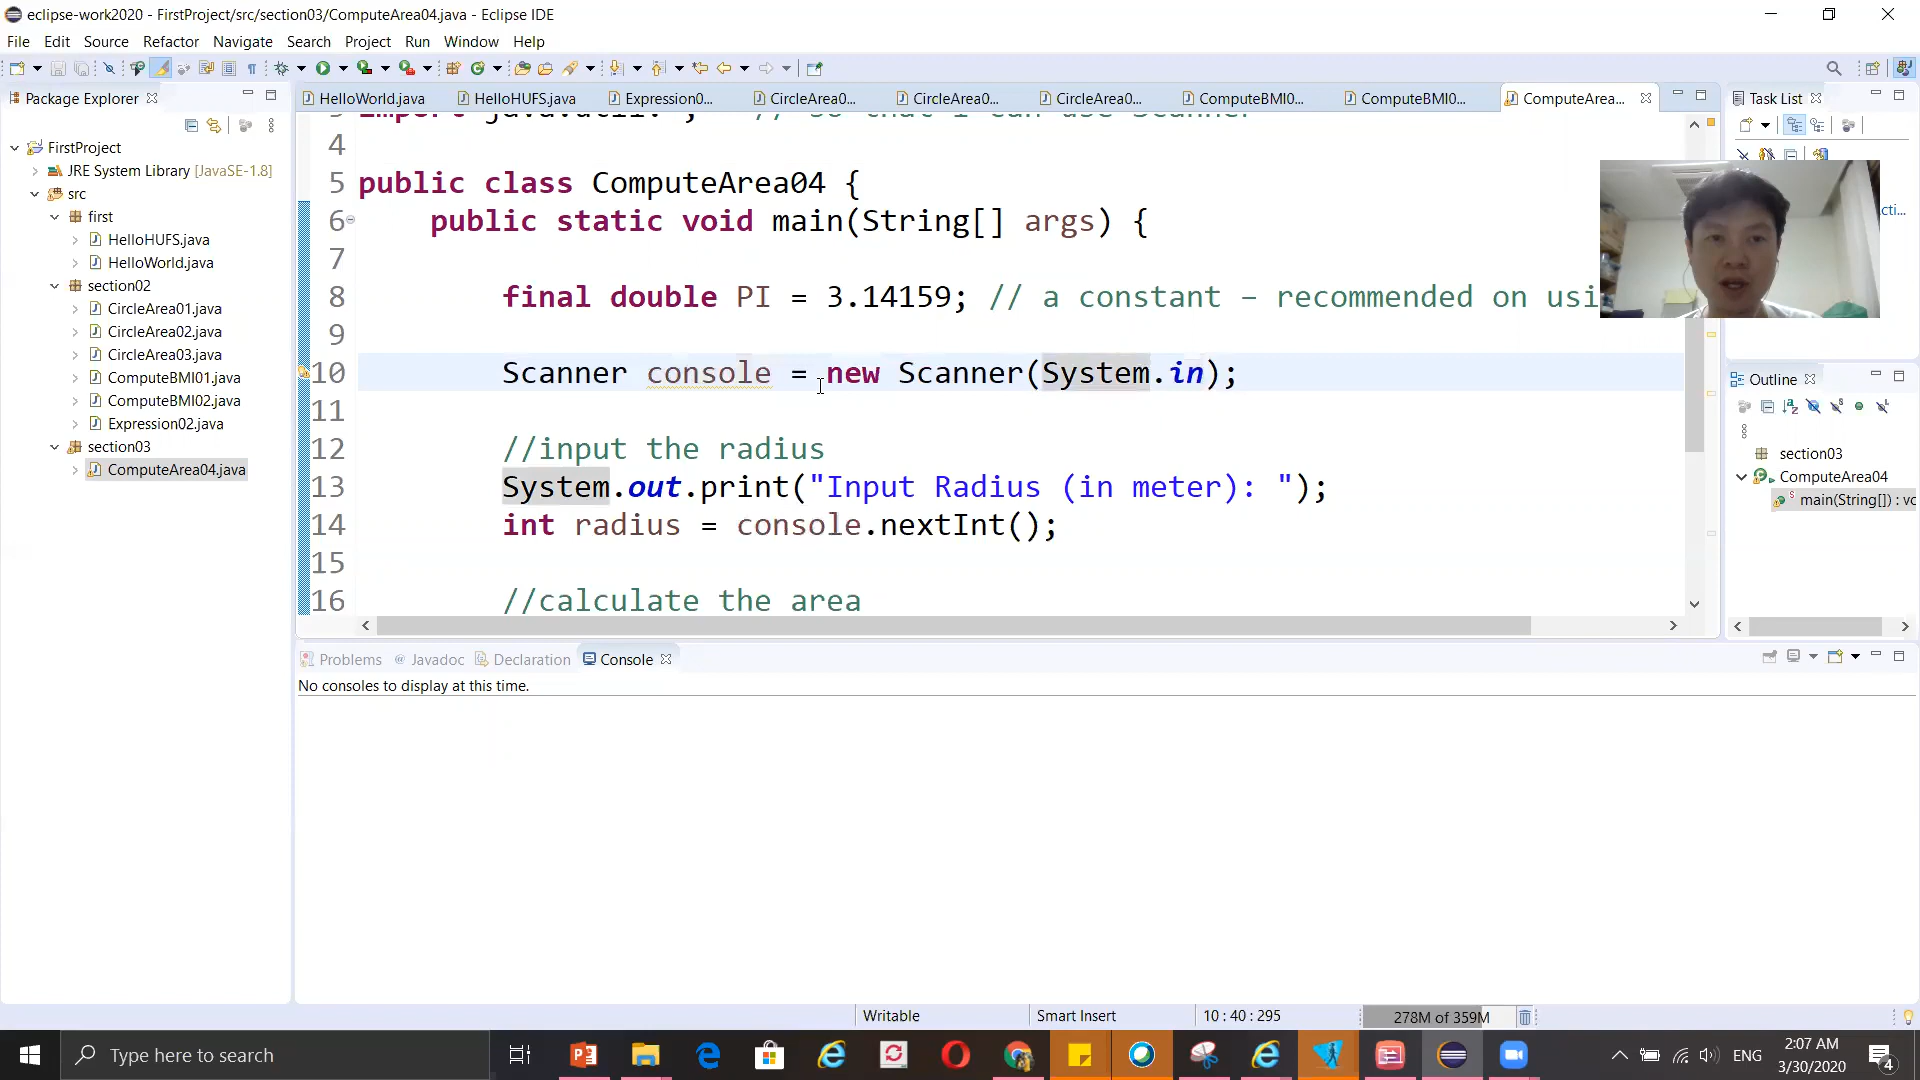 eclipse-work2020 - FirstProject/src/section03/ComputeArea04.java - Eclipse IDE
File Edit Source Refactor Navigate Search Project Run Window Help
Package Explorer
HelloWorld.java HelloHUFS.java Expression0... CircleArea0... CircleArea0... CircleArea0... ComputeBMI0... ComputeBMI0... ComputeArea...
Task List
FirstProject
JRE System Library [JavaSE-1.8]
src
first
HelloHUFS.java
HelloWorld.java
section02
CircleArea01.java
CircleArea02.java
CircleArea03.java
ComputeBMI01.java
ComputeBMI02.java
Expression02.java
section03
ComputeArea04.java
4
5 public class ComputeArea04 {
6 public static void main(String[] args) {
7
8 final double PI = 3.14159; // a constant – recommended on usi
9
10 Scanner console = new Scanner(System.in);
11
12 //input the radius
13 System.out.print("Input Radius (in meter): ");
14 int radius = console.nextInt();
15
16 //calculate the area
Outline
section03
ComputeArea04
main(String[]) : vo
Problems Javadoc Declaration Console
No consoles to display at this time.
Writable Smart Insert 10 : 40 : 295 278M of 359M
Type here to search
ENG
2:07 AM
3/30/2020
4